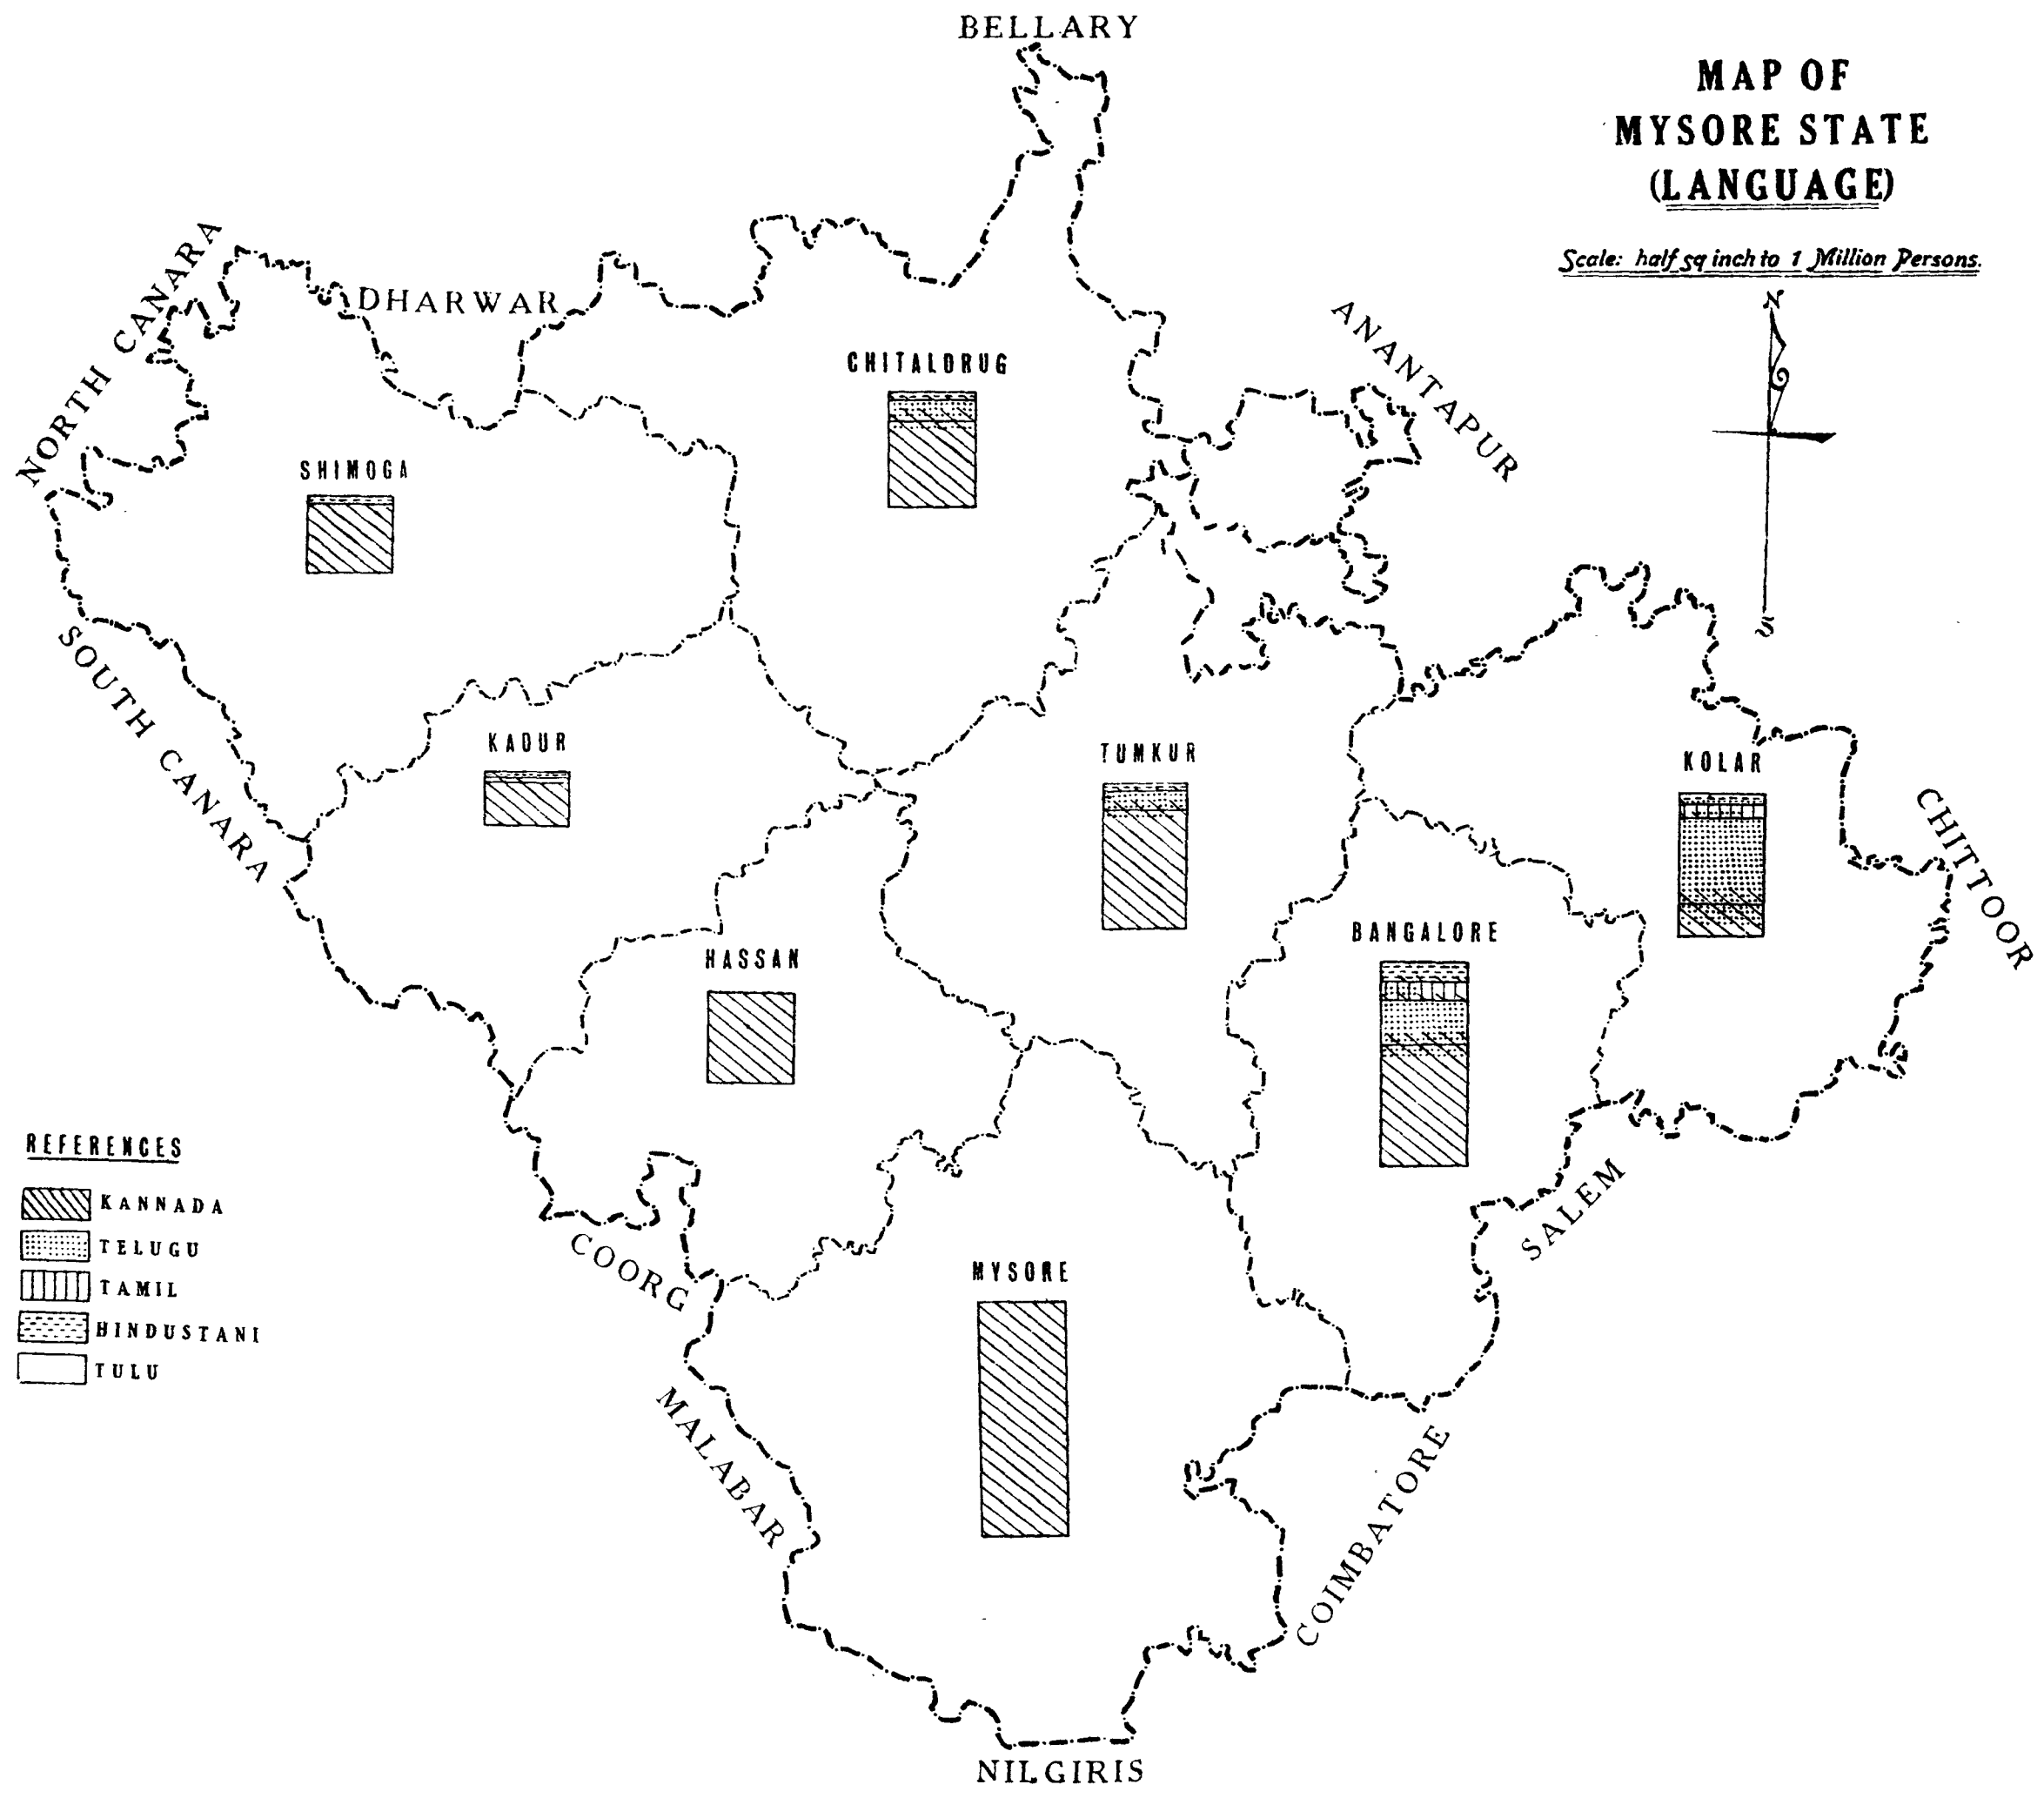 BELLARY
MAP OF
MYSORE STATE
(LANGUAGE)
Scale: half sq inch to 1 Million Persons.
N
S
NORTH CANARA
DHARWAR
ANANTAPUR
CHITALDRUG
SHIMOGA
SOUTH CANARA
KADUR
TUMKUR
KOLAR
CHITTOOR
BANGALORE
HASSAN
REFERENCES
KANNADA
TELUGU
TAMIL
HINDUSTANI
TULU
COORG
SALEM
MYSORE
MALABAR
COIMBATORE
NILGIRIS